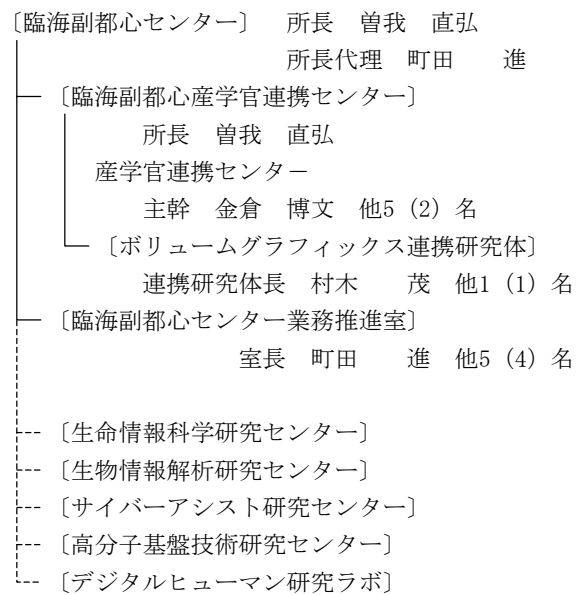 〔臨海副都心センター〕 所長 曽我 直弘
所長代理 町田 進
〔臨海副都心産学官連携センター〕
所長 曽我 直弘
産学官連携センター
主幹 金倉 博文 他5 (2) 名
〔ボリュームグラフィックス連携研究体〕
連携研究体長 村木 茂 他1 (1) 名
〔臨海副都心センター業務推進室〕
室長 町田 進 他5 (4) 名
〔生命情報科学研究センター〕
〔生物情報解析研究センター〕
〔サイバーアシスト研究センター〕
〔高分子基盤技術研究センター〕
〔デジタルヒューマン研究ラボ〕